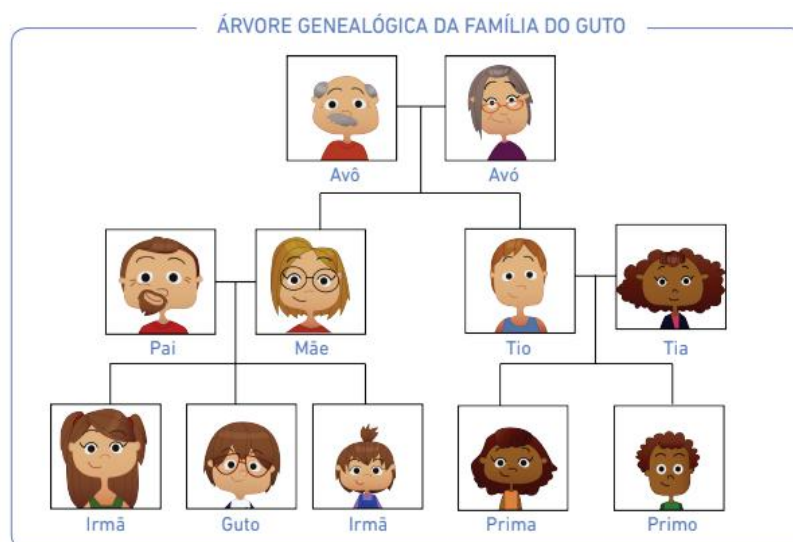 ÁRVORE GENEALÓGICA DA FAMÍLIA DO GUTO
Avô Avó
Pai Mãe Tio Tia
Irmã Guto Irmã Prima Primo